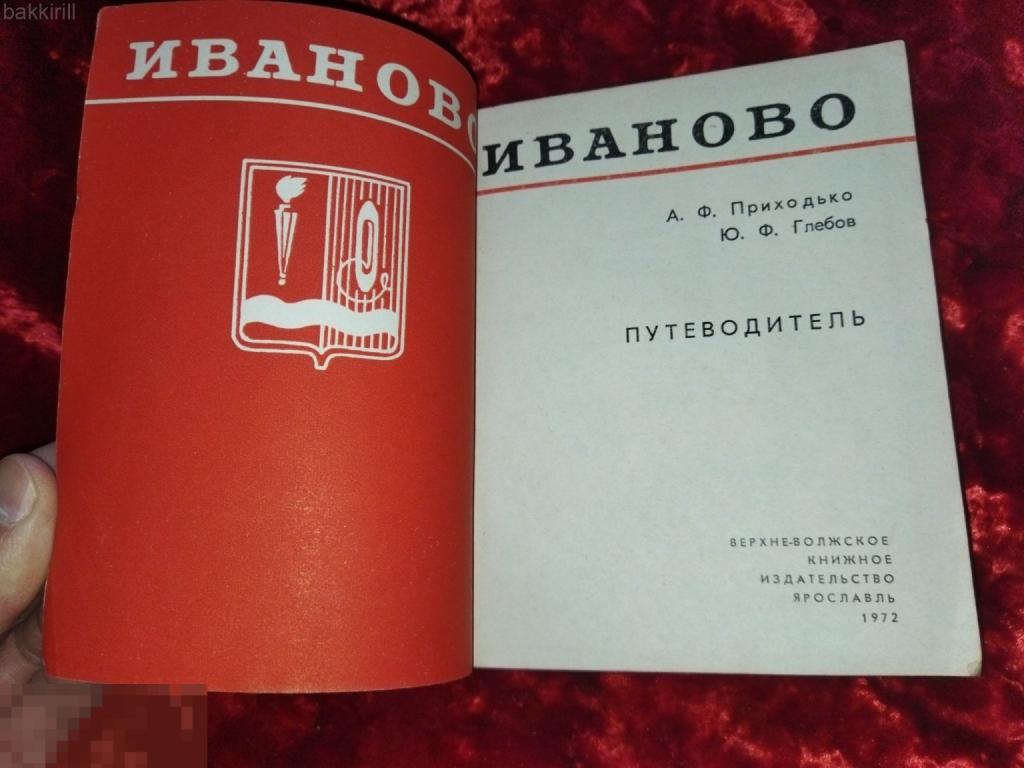 bakkirill
ИВАНОВО
ИВАНОВО
А. Ф. Приходько
Ю. Ф. Глебов
ПУТЕВОДИТЕЛЬ
ВЕРХНЕ-ВОЛЖСКОЕ
КНИЖНОЕ
ИЗДАТЕЛЬСТВО
ЯРОСЛАВЛЬ
1972